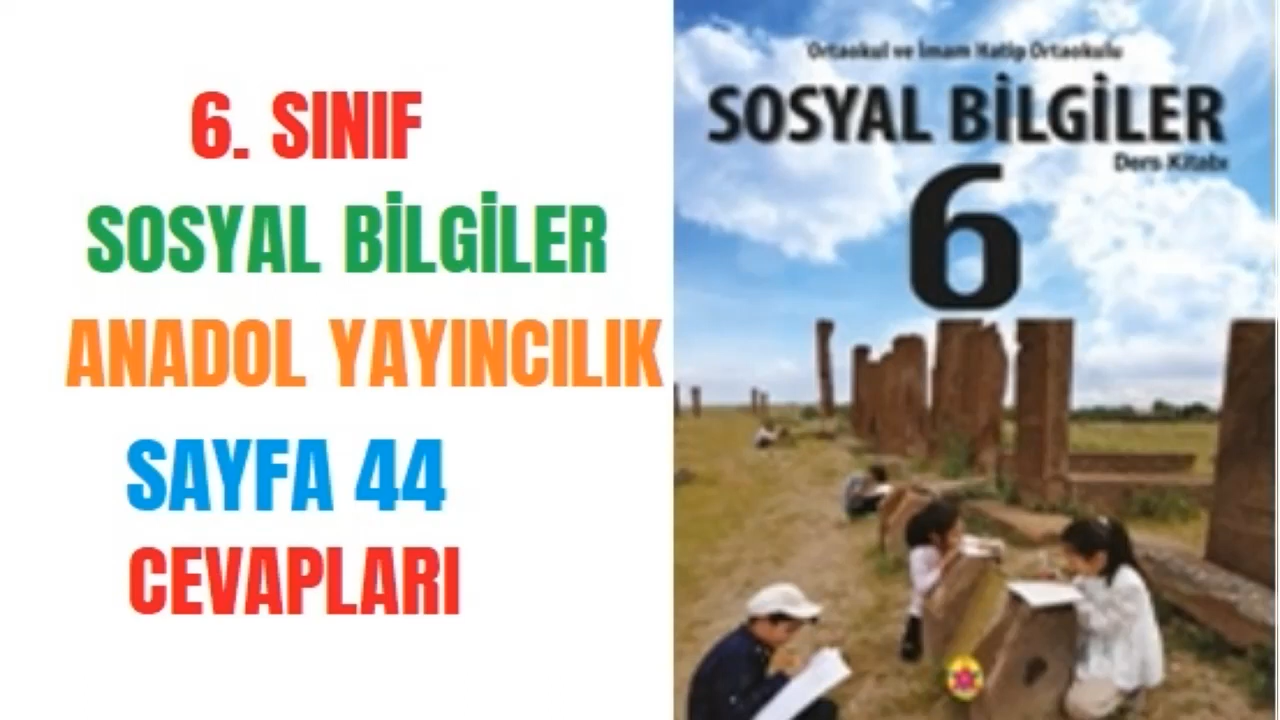 6. SINIF
SOSYAL BİLGİLER
ANADOL YAYINCILIK
SAYFA 44
CEVAPLARI
Ortaokul ve İmam Hatip Ortaokulu
SOSYAL BİLGİLER
Ders Kitabı
6